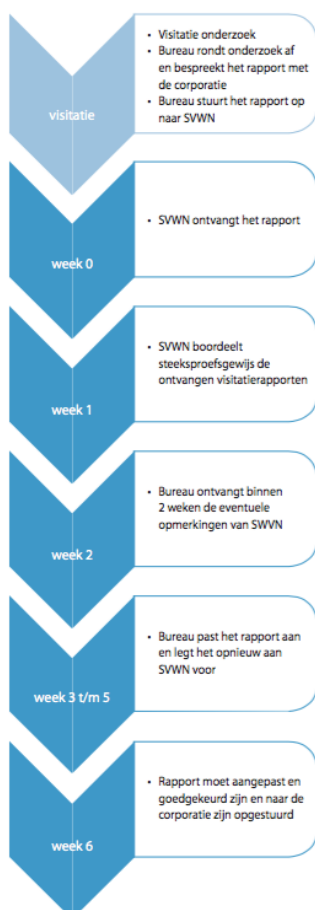 visitatie
• Visitatie onderzoek
• Bureau rondt onderzoek af
en bespreekt het rapport met
de corporatie
• Bureau stuurt het rapport op
naar SVWN
week 0
• SVWN ontvangt het rapport
week 1
• SVWN boordeelt
steeksproefsgewijs de
ontvangen visitatierapporten
week 2
• Bureau ontvangt binnen
2 weken de eventuele
opmerkingen van SWVN
week 3 t/m 5
• Bureau past het rapport aan
en legt het opnieuw aan
SVWN voor
week 6
• Rapport moet aangepast en
goedgekeurd zijn en naar de
corporatie zijn opgestuurd